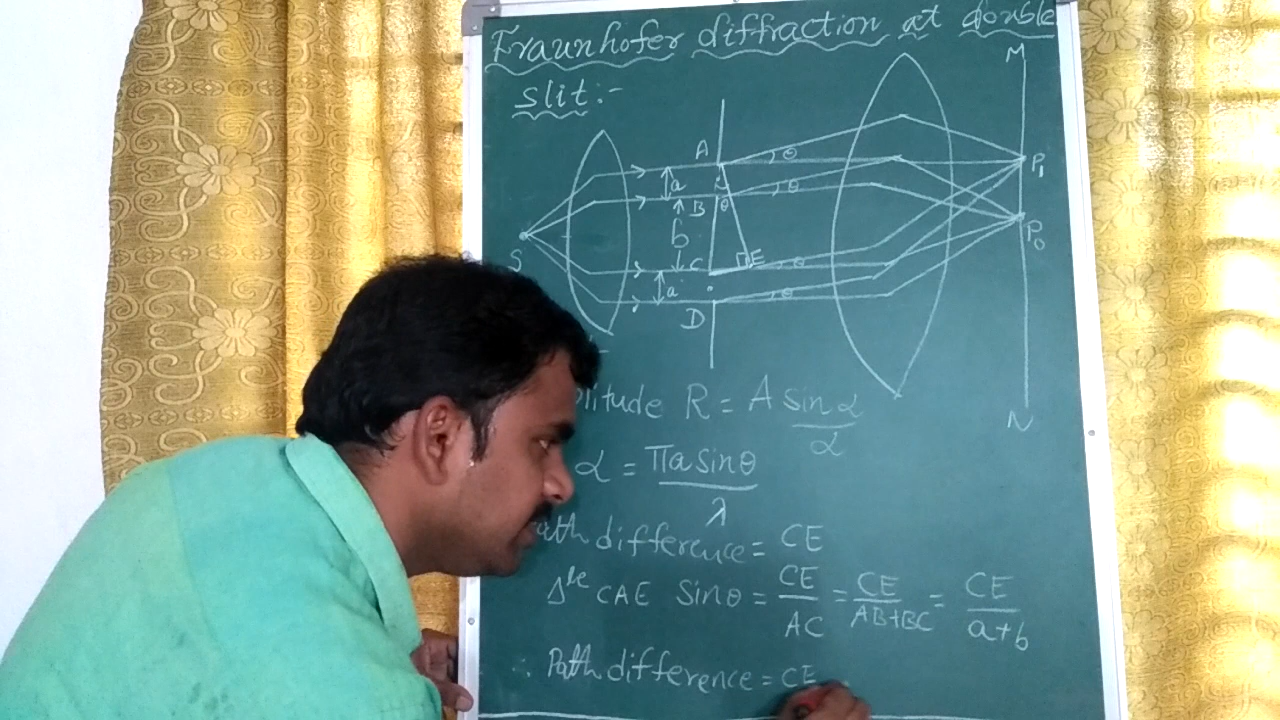 Fraunhofer diffraction at double
slit:-
M
A
θ
P₁
a
θ
B
θ
b
P₀
S
C
E
θ
a
θ
D
N
R = A sin α / α
α = πa sinθ / λ
difference = CE
Δle CAE Sinθ = CE / AC = CE / AB+BC = CE / a+b
∴ Path difference = CE